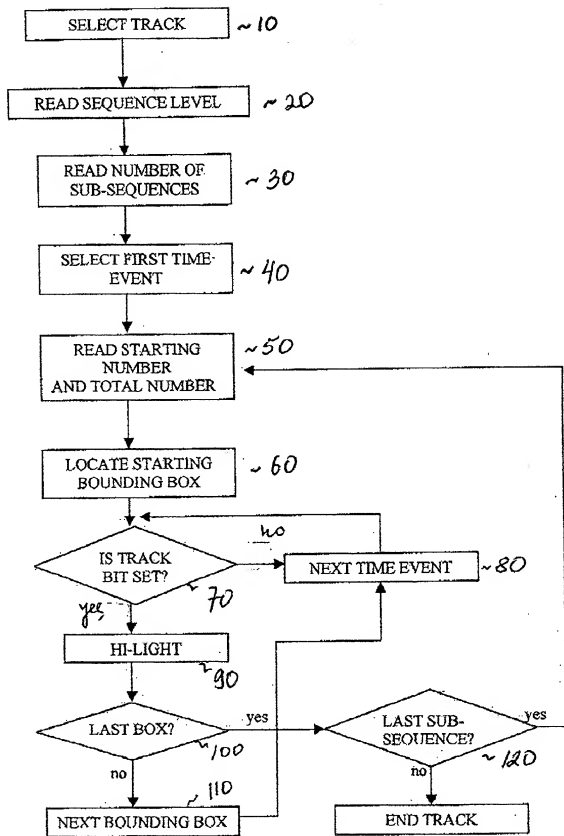 SELECT TRACK
~10
READ SEQUENCE LEVEL
~20
READ NUMBER OF
SUB-SEQUENCES
~30
SELECT FIRST TIME-
EVENT
~40
READ STARTING
NUMBER
AND TOTAL NUMBER
~50
LOCATE STARTING
BOUNDING BOX
~60
no
IS TRACK
BIT SET?
~70
NEXT TIME EVENT
~80
yes
HI-LIGHT
~90
LAST BOX?
~100
yes
LAST SUB-
SEQUENCE?
~120
yes
no
no
~110
NEXT BOUNDING BOX
END TRACK